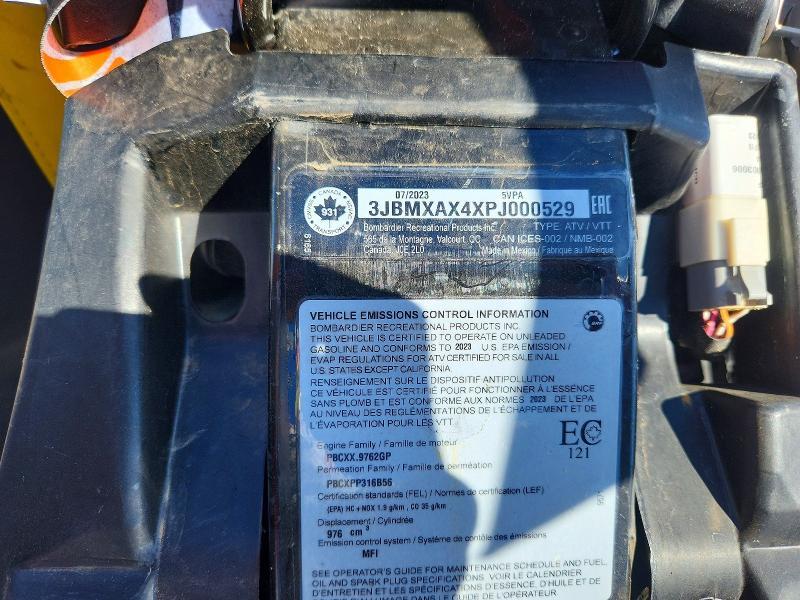 07/2023 5VPA
3JBMXAX4XPJ000529
CANADA
931
TRANSPORT
EAC
Bombardier Recreational Products Inc. TYPE: ATV / VTT
565 de la Montagne, Valcourt, QC CAN ICES-002 / NMB-002
Canada, J0E 2L0 Made in Mexico / Fabriqué au Mexique
VEHICLE EMISSIONS CONTROL INFORMATION
BOMBARDIER RECREATIONAL PRODUCTS INC.
THIS VEHICLE IS CERTIFIED TO OPERATE ON UNLEADED
GASOLINE AND CONFORMS TO 2023 U.S. EPA EMISSION /
EVAP REGULATIONS FOR ATV CERTIFIED FOR SALE IN ALL
U.S. STATES EXCEPT CALIFORNIA.
RENSEIGNEMENT SUR LE DISPOSITIF ANTIPOLLUTION
CE VÉHICULE EST CERTIFIÉ POUR FONCTIONNER À L'ESSENCE
SANS PLOMB ET EST CONFORME AUX NORMES 2023 DE L'EPA
AU NIVEAU DES RÉGLEMENTATIONS DE L'ÉCHAPPEMENT ET DE
L'ÉVAPORATION POUR LES VTT.
Engine Family / Famille de moteur
PBCXX.9762GP
EC
121
Permeation Family / Famille de perméation
PBCXPP316B56
Certification standards (FEL) / Normes de certification (LEF)
(EPA) HC + NOX 1.9 g/km , CO 35 g/km
Displacement / Cylindrée
976 cm3
Emission control system / Système de contrôle des émissions
MFI
SEE OPERATOR'S GUIDE FOR MAINTENANCE SCHEDULE AND FUEL,
OIL AND SPARK PLUG SPECIFICATIONS. VOIR LE CALENDRIER
D'ENTRETIEN ET LES SPÉCIFICATIONS D'ESSENCE, D'HUILE ET
DE L'OPÉRATEUR